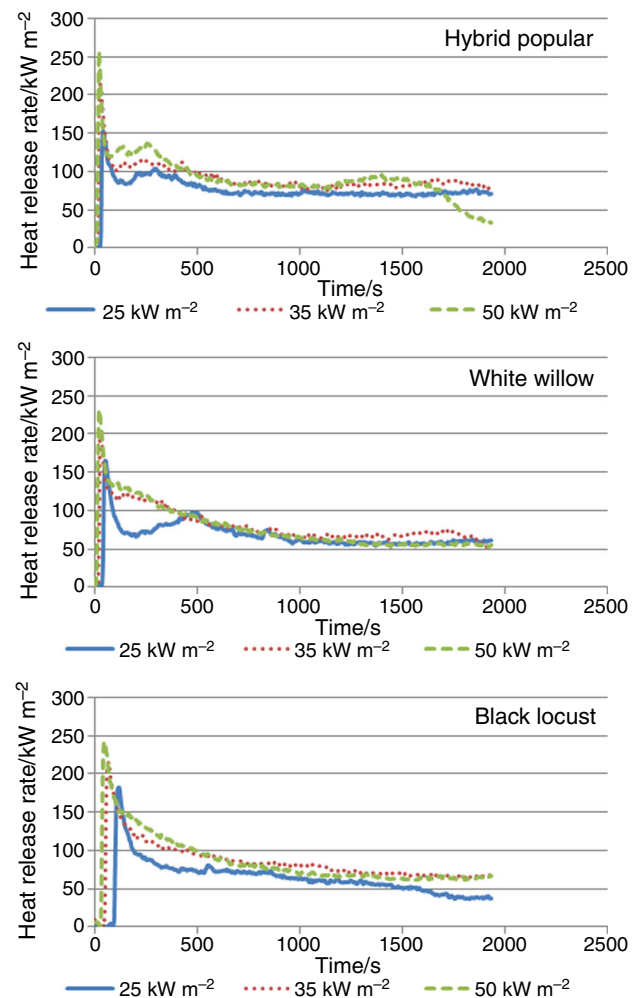 Hybrid popular
Heat release rate/kW m⁻²
300
250
200
150
100
50
0
0 500 1000 1500 2000 2500
Time/s
25 kW m⁻² 35 kW m⁻² 50 kW m⁻²
White willow
Heat release rate/kW m⁻²
300
250
200
150
100
50
0
0 500 1000 1500 2000 2500
Time/s
25 kW m⁻² 35 kW m⁻² 50 kW m⁻²
Black locust
Heat release rate/kW m⁻²
300
250
200
150
100
50
0
0 500 1000 1500 2000 2500
Time/s
25 kW m⁻² 35 kW m⁻² 50 kW m⁻²